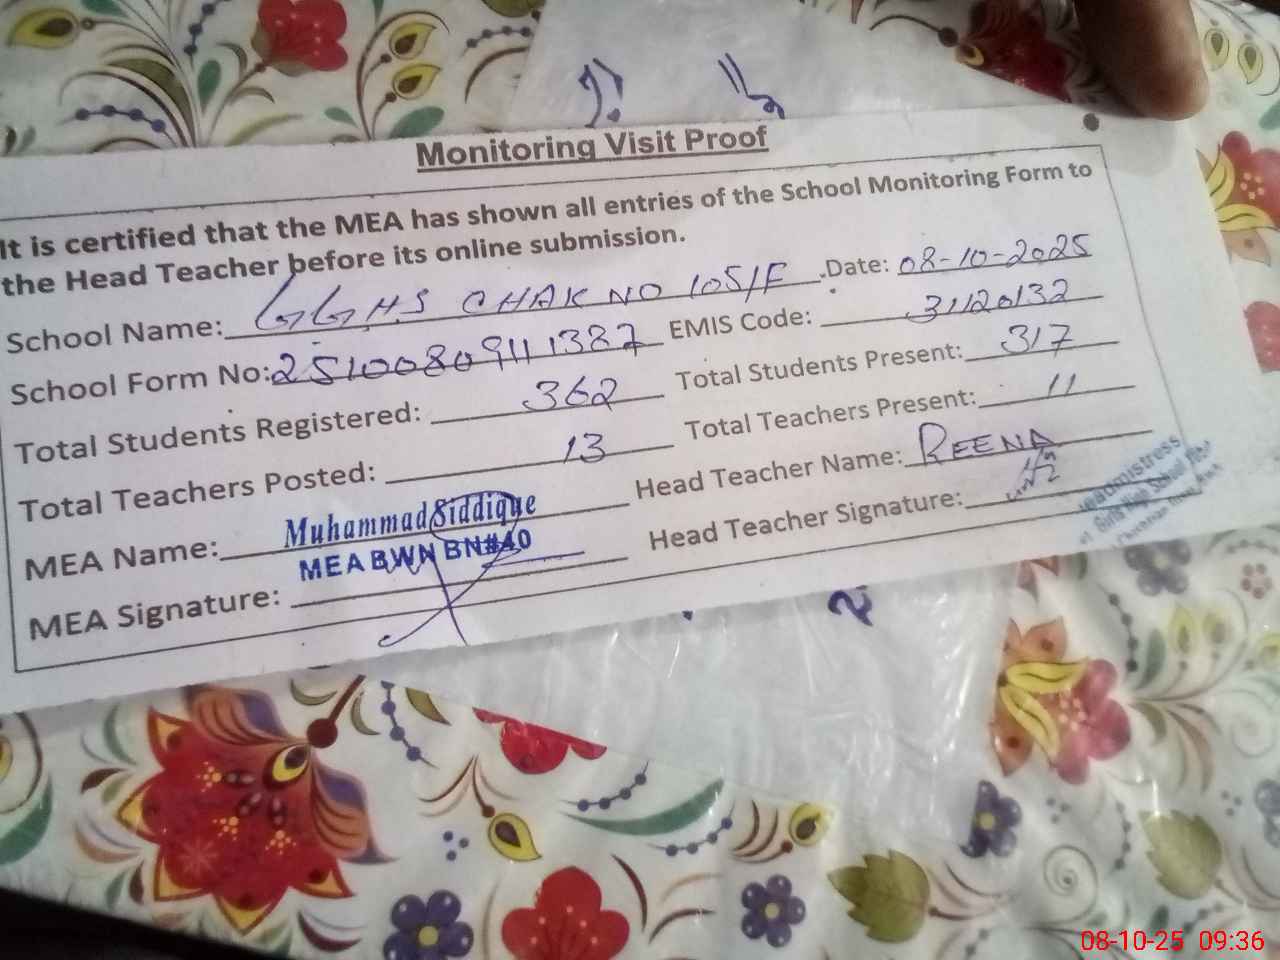 Monitoring Visit Proof
It is certified that the MEA has shown all entries of the School Monitoring Form to
the Head Teacher before its online submission.
School Name: GGHS CHAK NO 105/F Date: 08-10-2025
School Form No: 2510080911387 EMIS Code: 31120132
Total Students Registered: 362 Total Students Present: 317
Total Teachers Posted: 13 Total Teachers Present: 11
MEA Name: Muhammad Siddique Head Teacher Name: REENA
MEA BWN BN#40
MEA Signature: Head Teacher Signature:
Headmistress
Girls High School
08-10-25 09:36